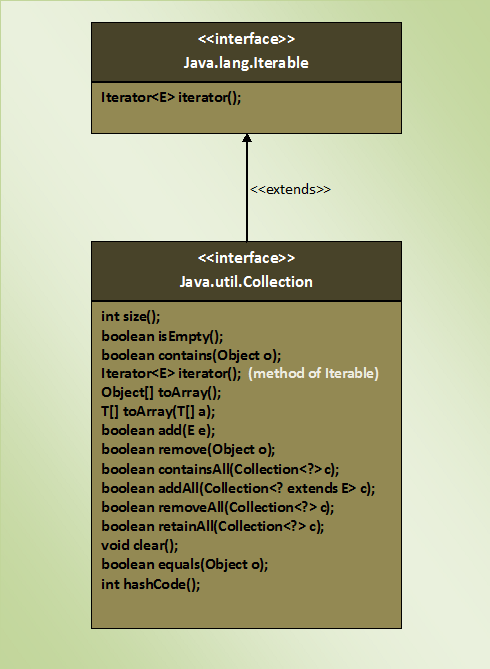 <<interface>>
Java.lang.Iterable
Iterator<E> iterator();
<<extends>>
<<interface>>
Java.util.Collection
int size();
boolean isEmpty();
boolean contains(Object o);
Iterator<E> iterator(); (method of Iterable)
Object[] toArray();
T[] toArray(T[] a);
boolean add(E e);
boolean remove(Object o);
boolean containsAll(Collection<?> c);
boolean addAll(Collection<? extends E> c);
boolean removeAll(Collection<?> c);
boolean retainAll(Collection<?> c);
void clear();
boolean equals(Object o);
int hashCode();